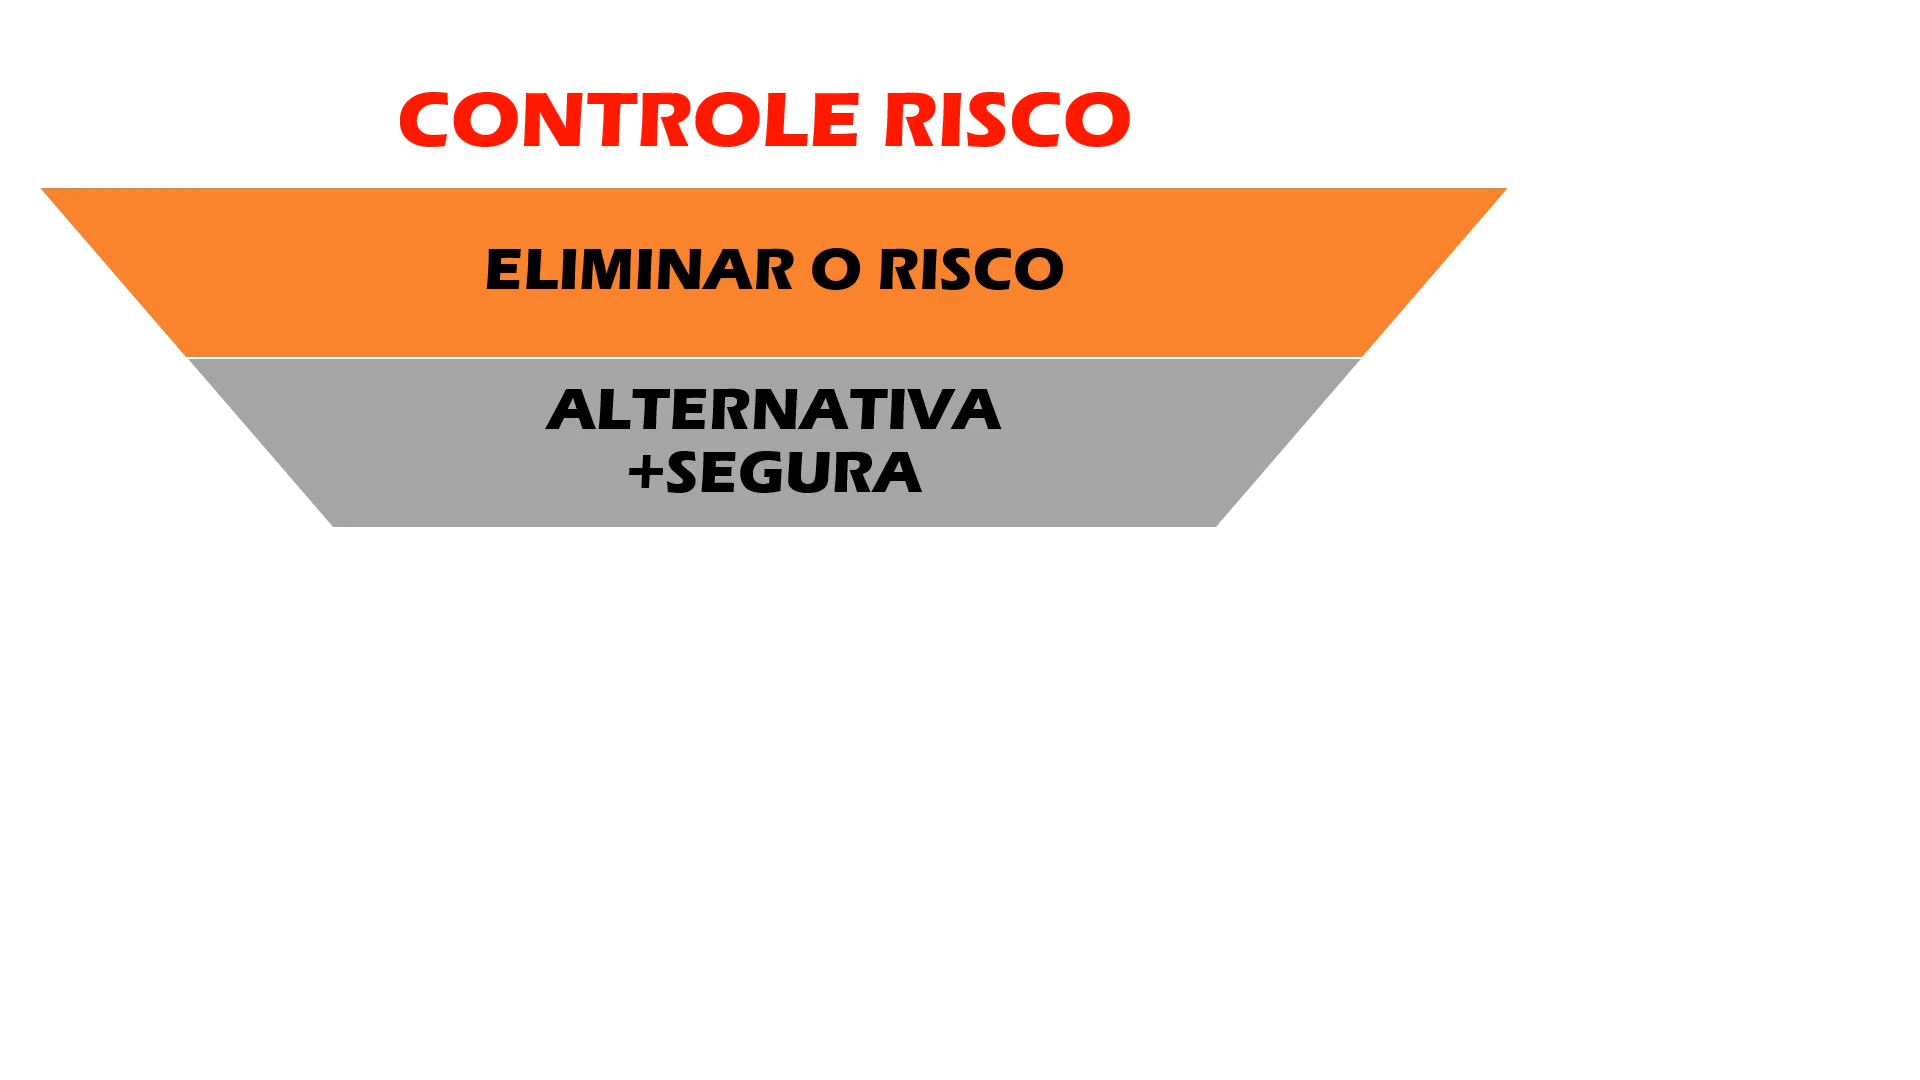 CONTROLE RISCO
ELIMINAR O RISCO
ALTERNATIVA
+SEGURA